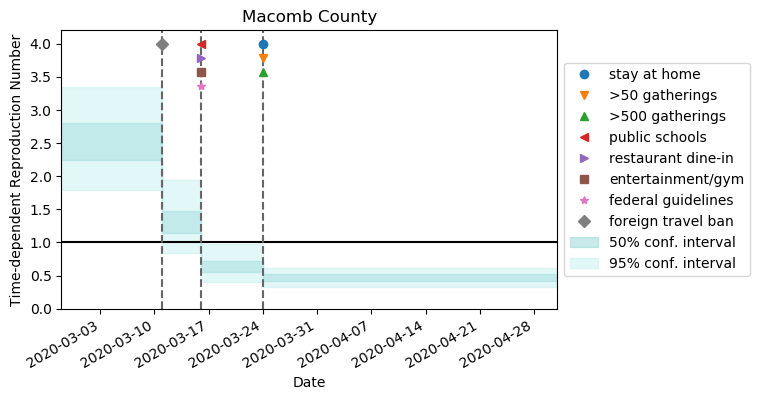 Macomb County
Time-dependent Reproduction Number
4.0
3.5
3.0
2.5
2.0
1.5
1.0
0.5
0.0
2020-03-03
2020-03-10
2020-03-17
2020-03-24
2020-03-31
2020-04-07
2020-04-14
2020-04-21
2020-04-28
Date
stay at home
>50 gatherings
>500 gatherings
public schools
restaurant dine-in
entertainment/gym
federal guidelines
foreign travel ban
50% conf. interval
95% conf. interval